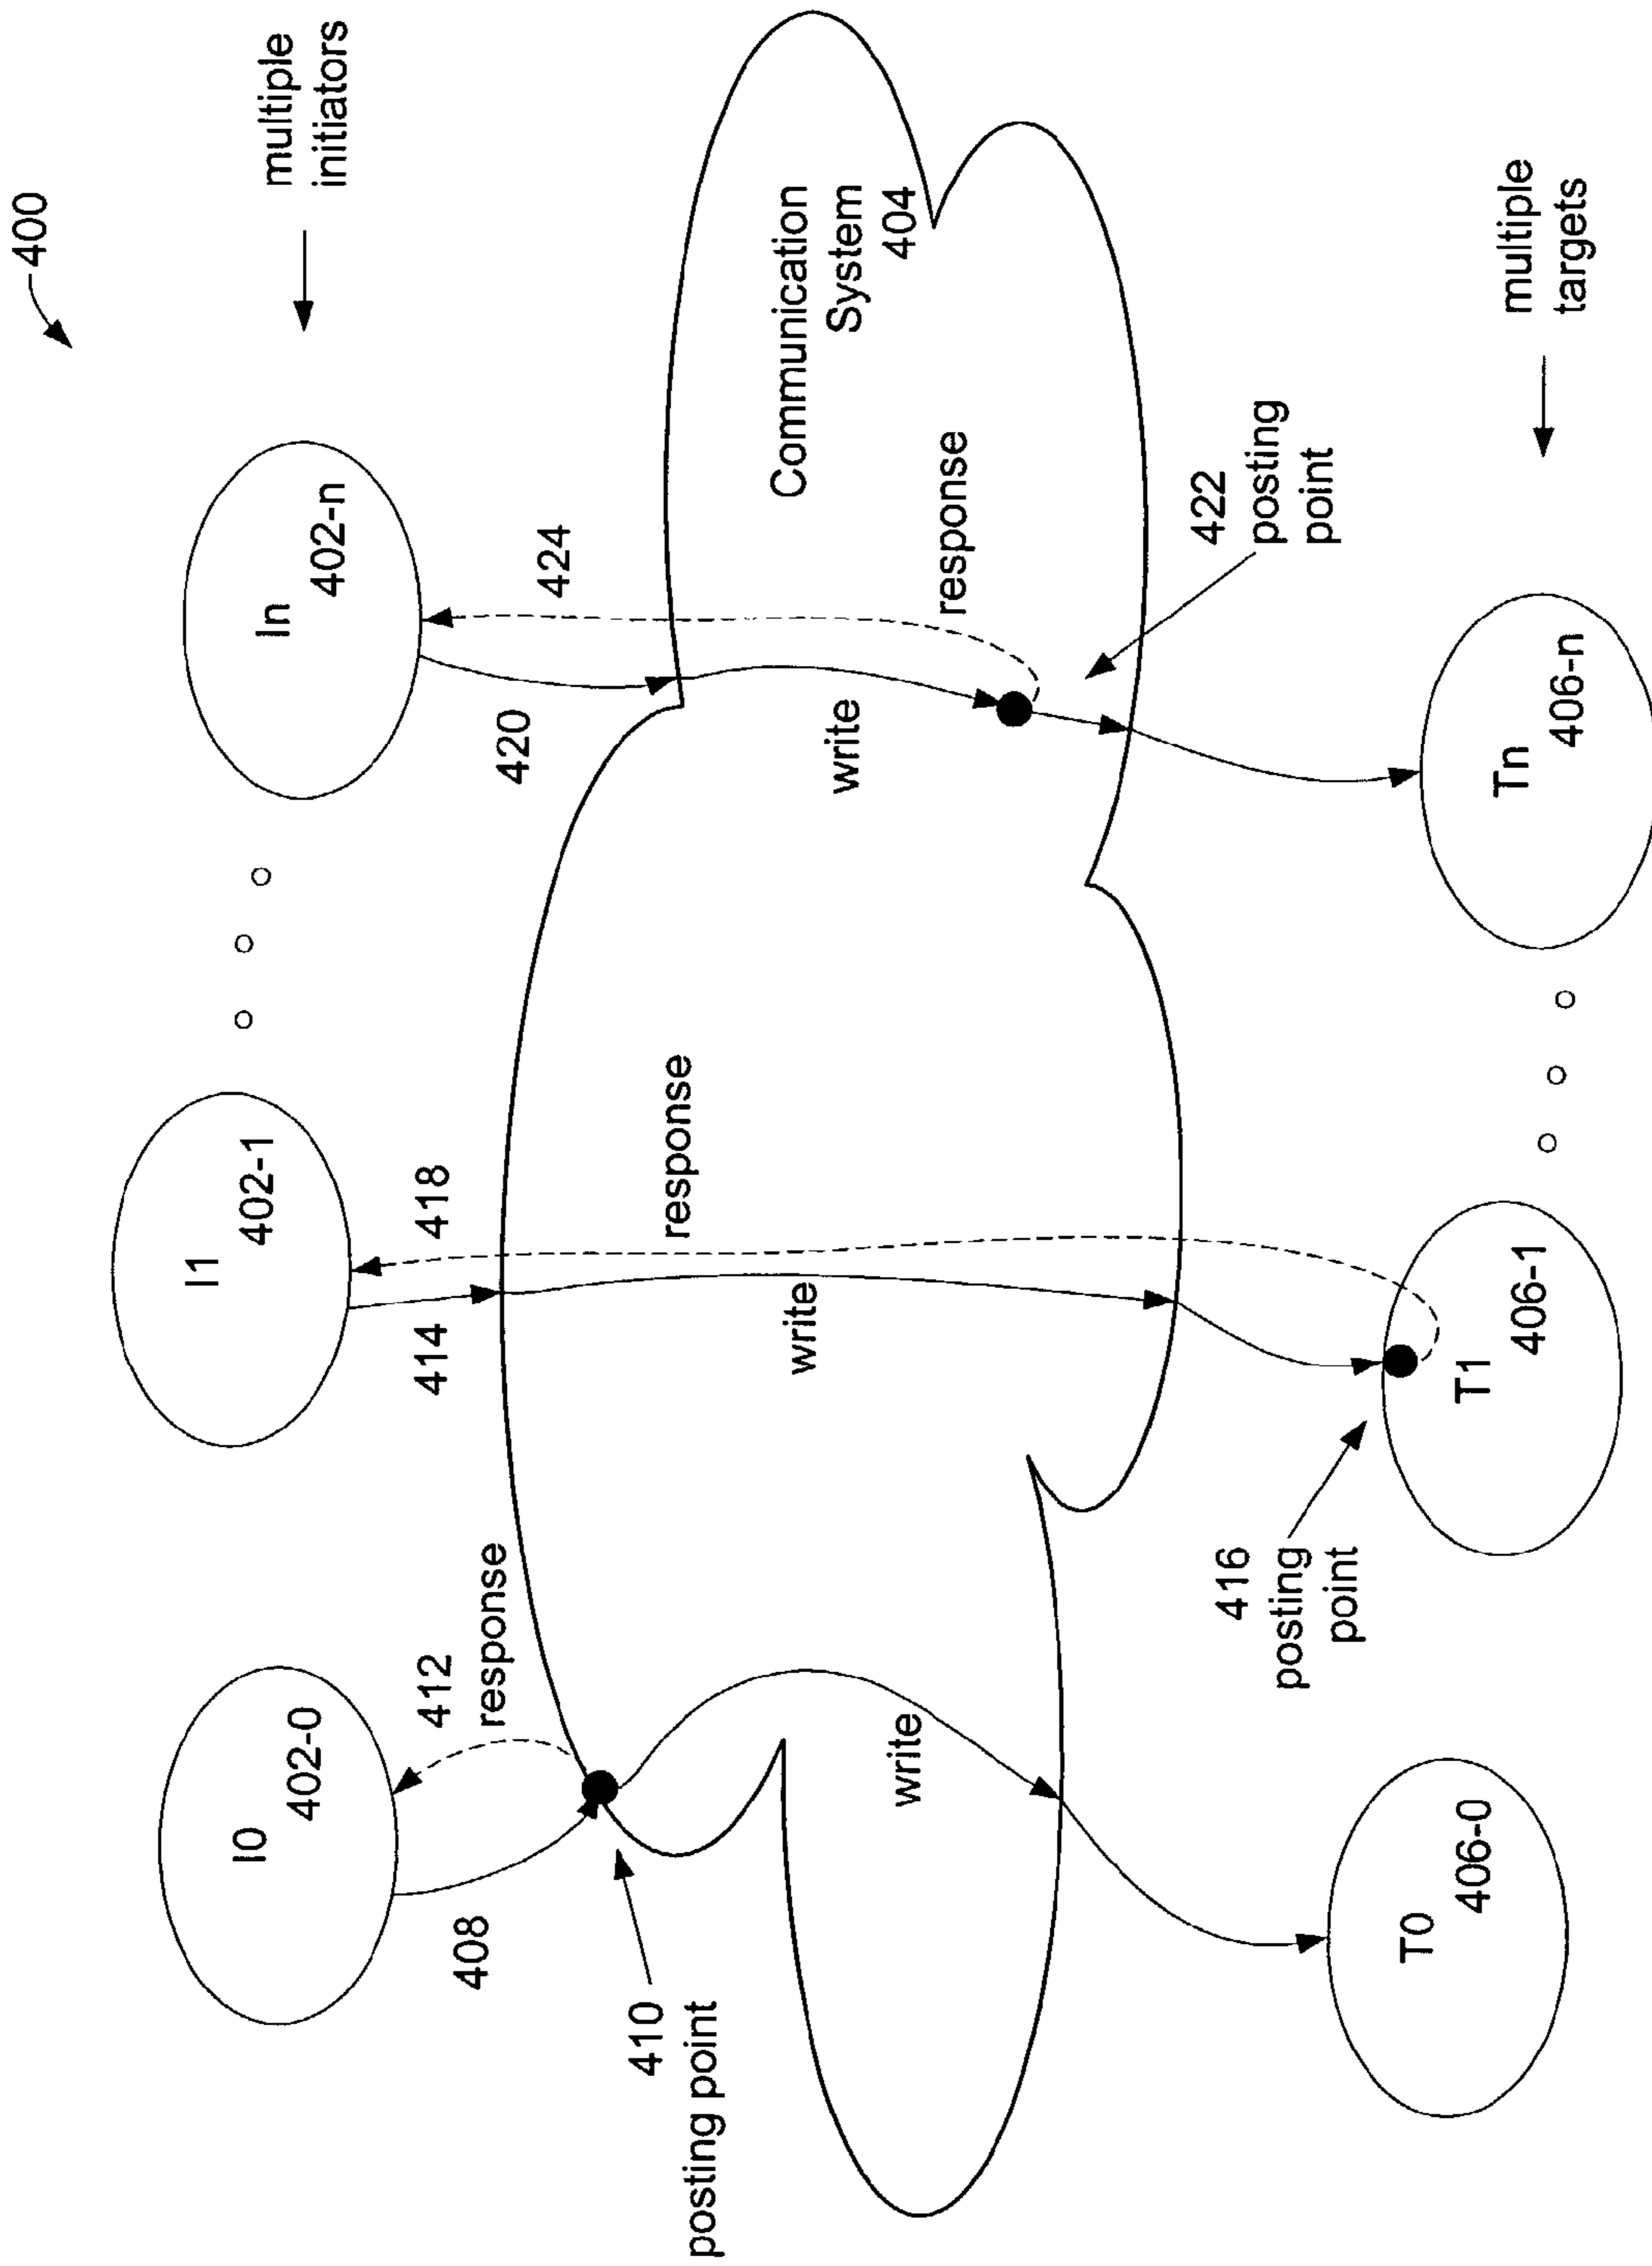 400
multiple
initiators
I0
402-0
I1
402-1
In
402-n
408
412
response
414
418
420
424
410
posting point
write
response
write
write
response
Communication
System
404
416
posting
point
422
posting
point
T0
406-0
T1
406-1
Tn
406-n
multiple
targets